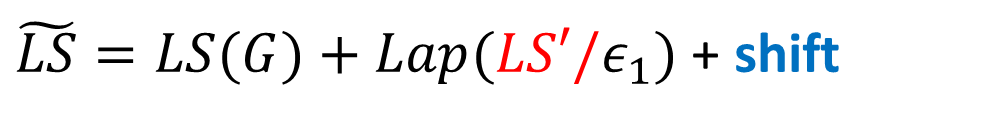 L͠S = LS(G) + Lap(LS′/ϵ₁) + shift